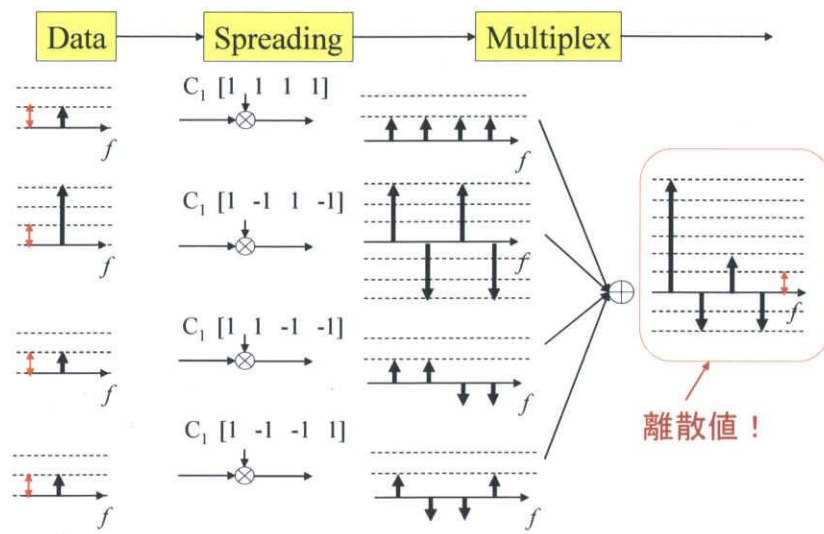 Data Spreading Multiplex
C₁ [1 1 1 1]
f f
C₁ [1 -1 1 -1]
f f
f
C₁ [1 1 -1 -1]
f f
離散値！
C₁ [1 -1 -1 1]
f f